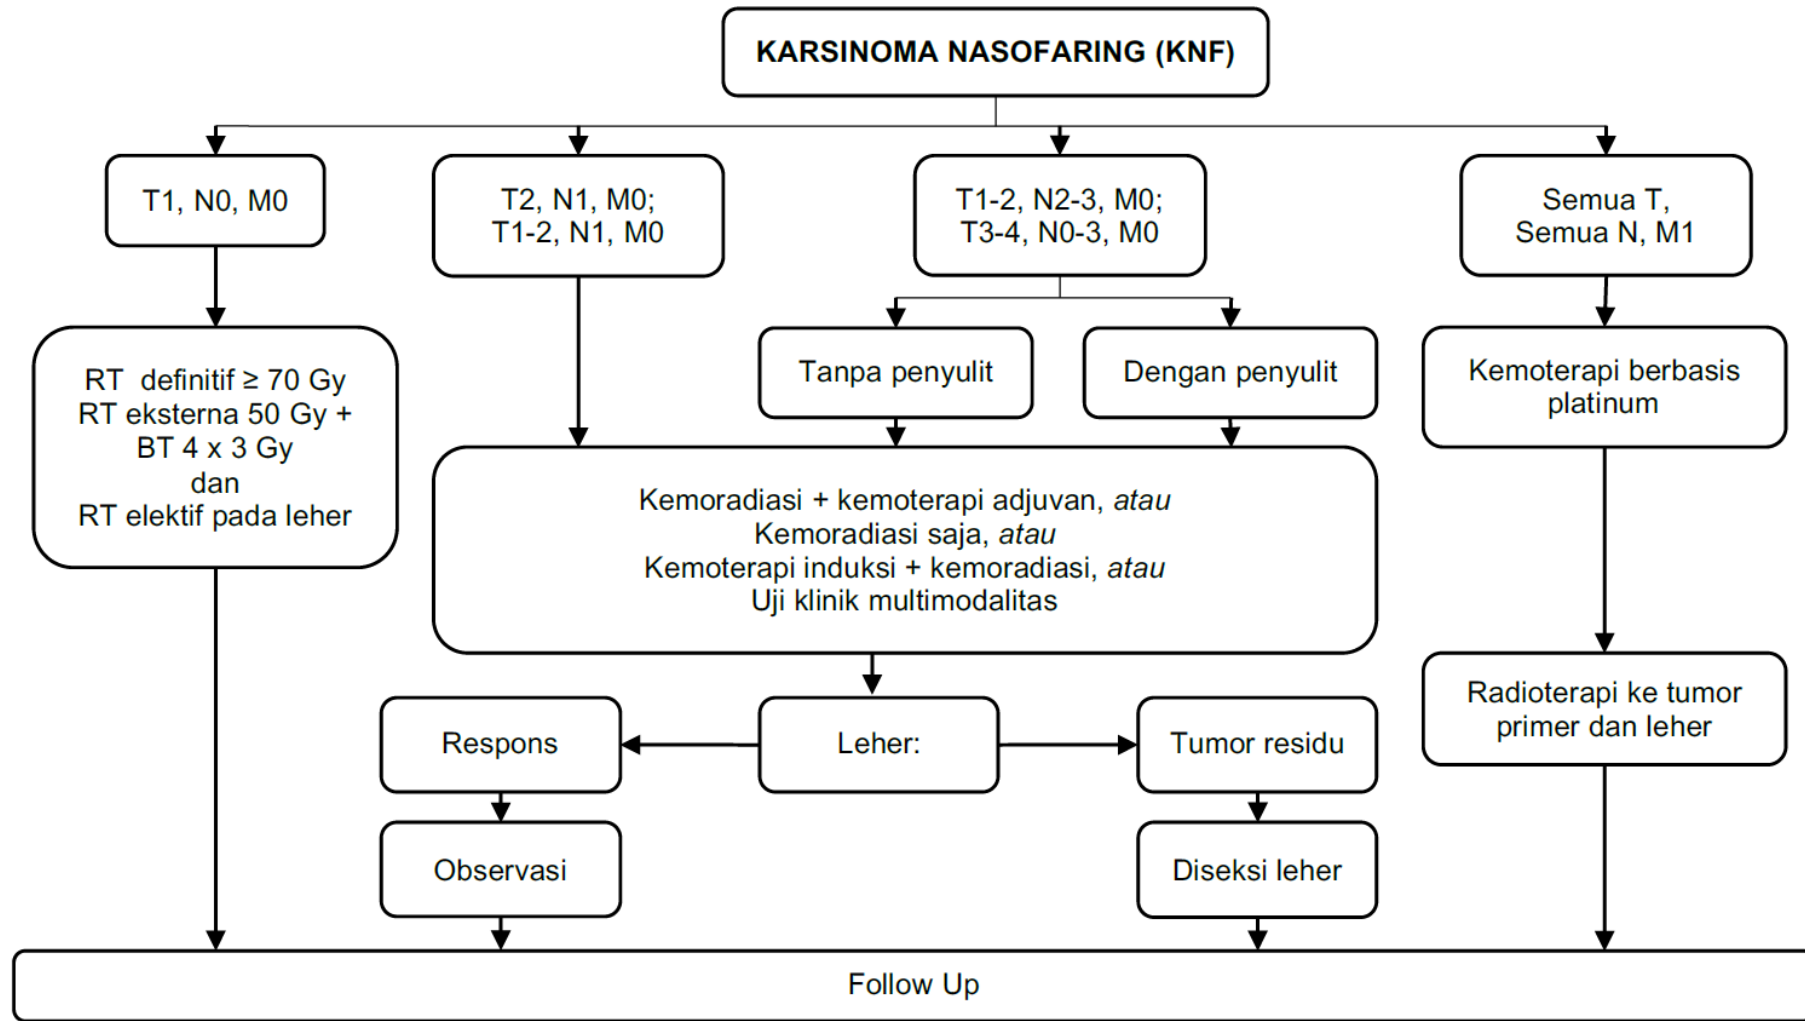 KARSINOMA NASOFARING (KNF)
T1, N0, M0
T2, N1, M0;
T1-2, N1, M0
T1-2, N2-3, M0;
T3-4, N0-3, M0
Semua T,
Semua N, M1
RT definitif ≥ 70 Gy
RT eksterna 50 Gy +
BT 4 x 3 Gy
dan
RT elektif pada leher
Tanpa penyulit
Dengan penyulit
Kemoterapi berbasis
platinum
Kemoradiasi + kemoterapi adjuvan, atau
Kemoradiasi saja, atau
Kemoterapi induksi + kemoradiasi, atau
Uji klinik multimodalitas
Respons
Leher:
Tumor residu
Radioterapi ke tumor
primer dan leher
Observasi
Diseksi leher
Follow Up